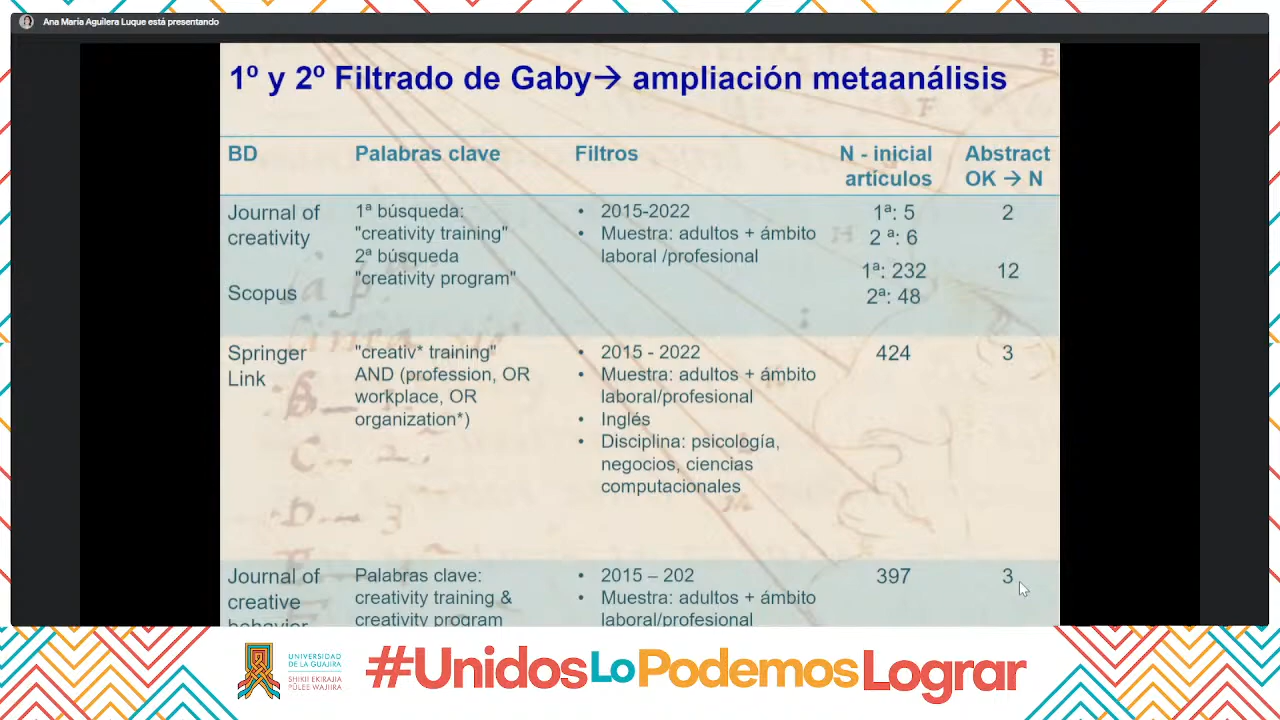 Ana María Aguilera Luque está presentando
1º y 2º Filtrado de Gaby→ ampliación metaanálisis
BD Palabras clave Filtros N - inicial artículos Abstract OK → N
Journal of creativity
Scopus
1ª búsqueda:
"creativity training"
2ª búsqueda
"creativity program"
• 2015-2022
• Muestra: adultos + ámbito
laboral /profesional
1ª: 5
2 ª: 6
1ª: 232
2ª: 48
2
12
Springer
Link
"creativ* training"
AND (profession, OR
workplace, OR
organization*)
• 2015 - 2022
• Muestra: adultos + ámbito
laboral/profesional
• Inglés
• Disciplina: psicología,
negocios, ciencias
computacionales
424
3
Journal of
creative
behavior
Palabras clave:
creativity training &
creativity program
• 2015 – 202
• Muestra: adultos + ámbito
laboral/profesional
397
3
UNIVERSIDAD
DE LA GUAJIRA
SHIKII EKIRAJIA
PÜLEE WAJIIRA
#UnidosLoPodemosLograr